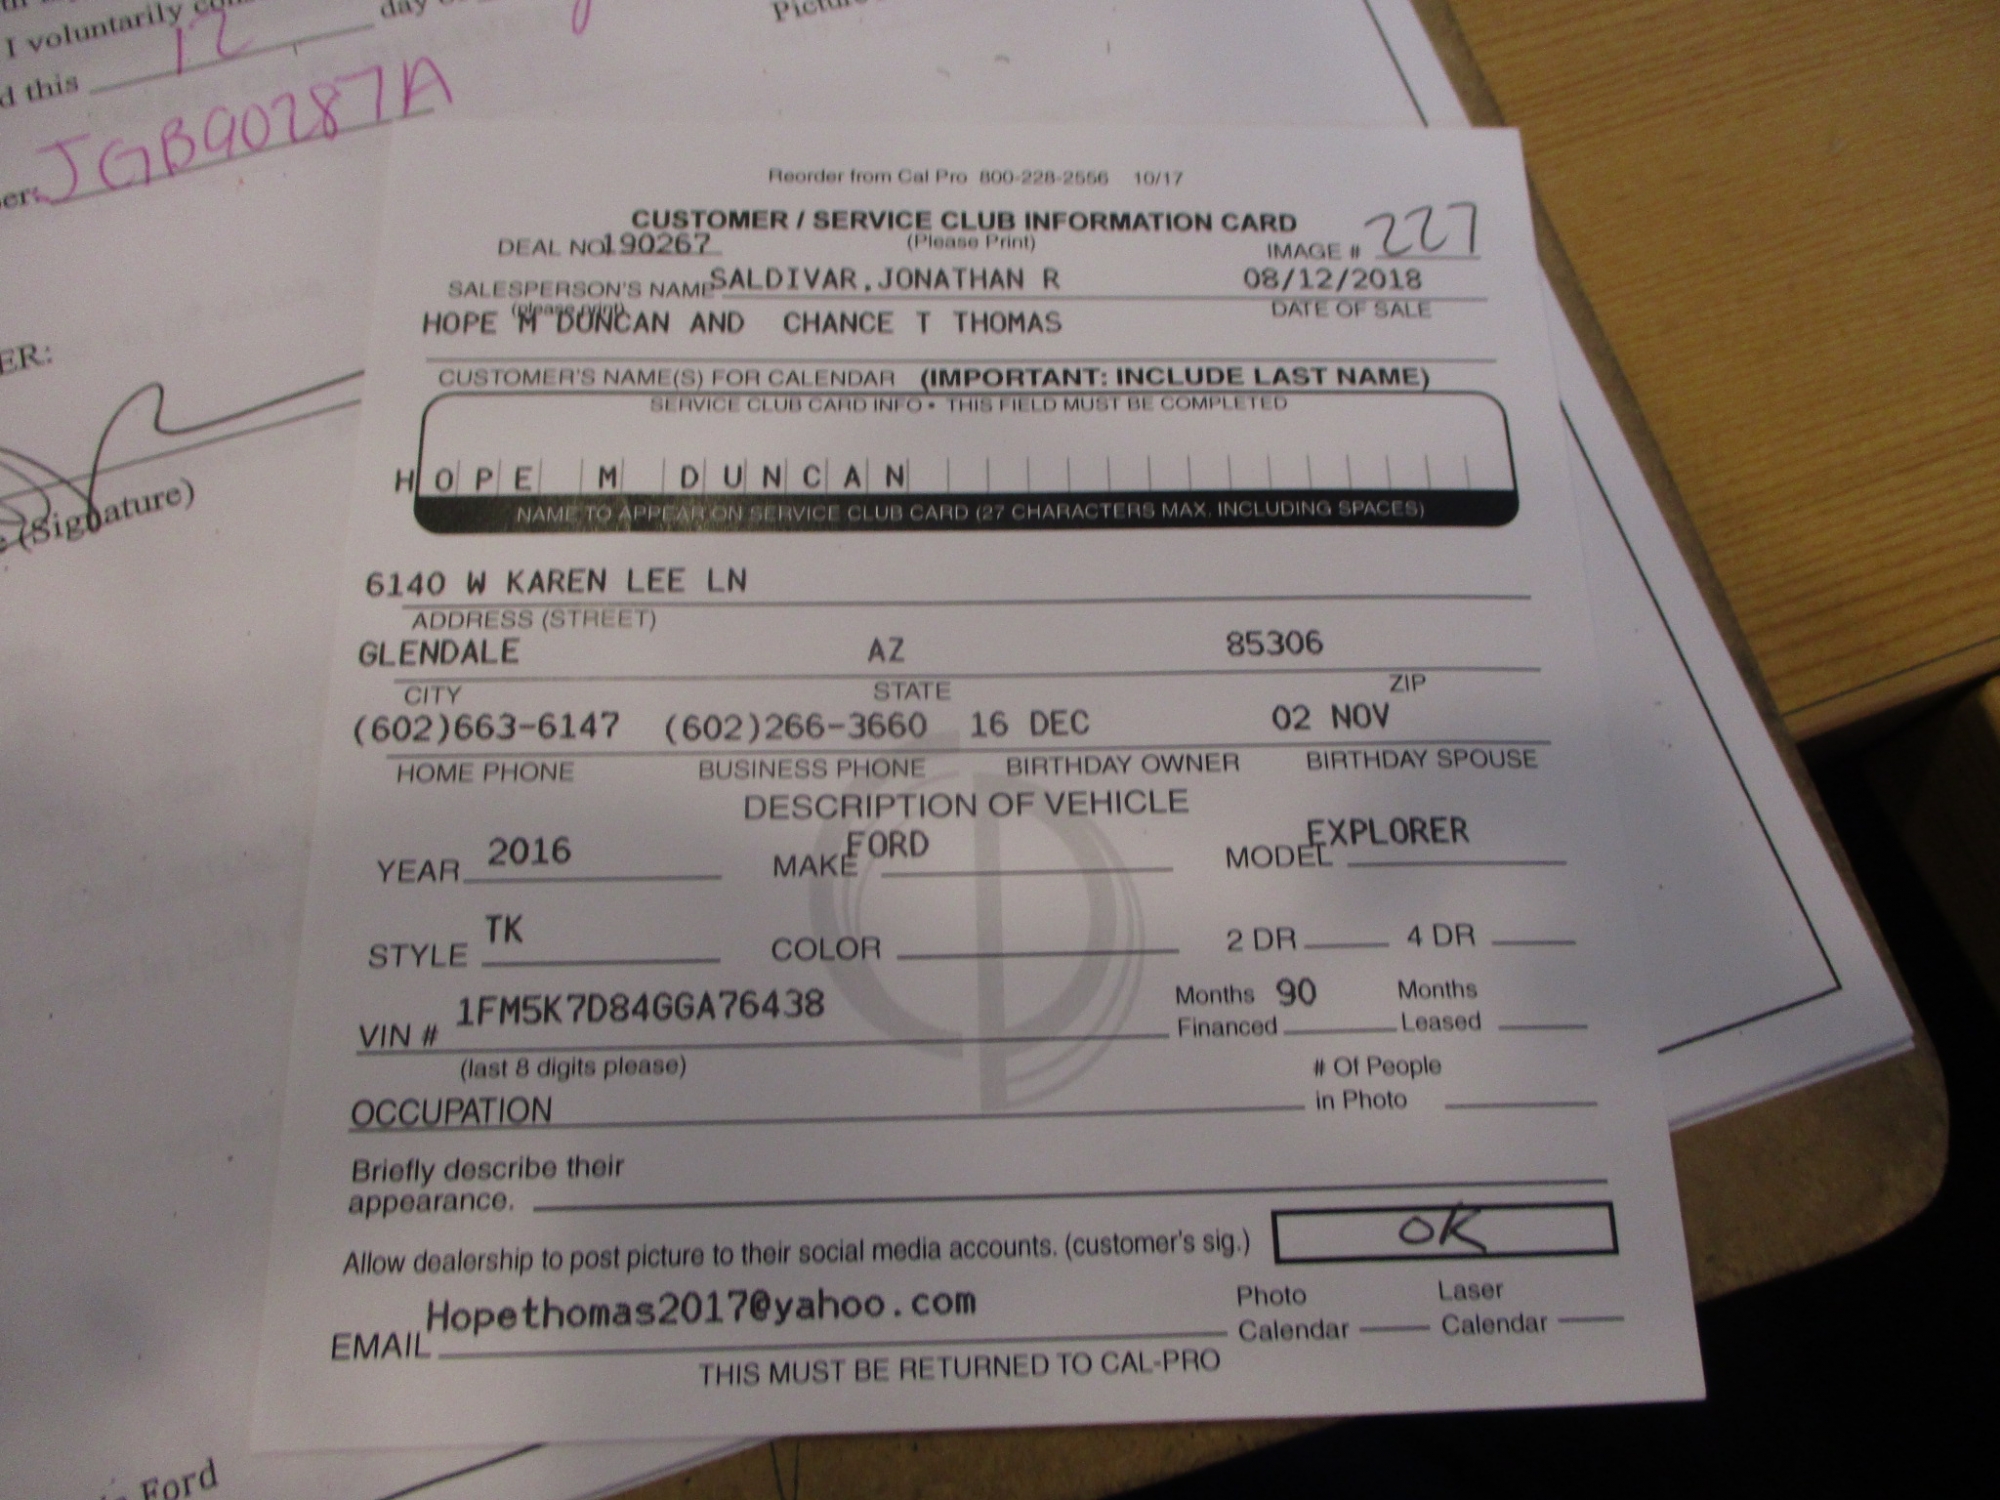 I voluntarily
day
d this 12
JGB90287A
ER:
(Signature)
Ford
Reorder from Cal Pro 800-228-2556 10/17
CUSTOMER / SERVICE CLUB INFORMATION CARD
DEAL NO. 190267 (Please Print) IMAGE # 227
SALESPERSON'S NAME SALDIVAR, JONATHAN R 08/12/2018
(please print) DATE OF SALE
HOPE M DUNCAN AND CHANCE T THOMAS
CUSTOMER'S NAME(S) FOR CALENDAR (IMPORTANT: INCLUDE LAST NAME)
SERVICE CLUB CARD INFO • THIS FIELD MUST BE COMPLETED
HOPE M DUNCAN
NAME TO APPEAR ON SERVICE CLUB CARD (27 CHARACTERS MAX. INCLUDING SPACES)
6140 W KAREN LEE LN
ADDRESS (STREET)
GLENDALE AZ 85306
CITY STATE ZIP
(602)663-6147 (602)266-3660 16 DEC 02 NOV
HOME PHONE BUSINESS PHONE BIRTHDAY OWNER BIRTHDAY SPOUSE
DESCRIPTION OF VEHICLE
YEAR 2016 MAKE FORD MODEL EXPLORER
STYLE TK COLOR 2 DR 4 DR
VIN # 1FM5K7D84GGA76438 Months Financed 90 Months Leased
(last 8 digits please)
OCCUPATION # Of People in Photo
Briefly describe their
appearance.
Allow dealership to post picture to their social media accounts. (customer's sig.) OK
EMAIL Hopethomas2017@yahoo.com Photo Calendar Laser Calendar
THIS MUST BE RETURNED TO CAL-PRO